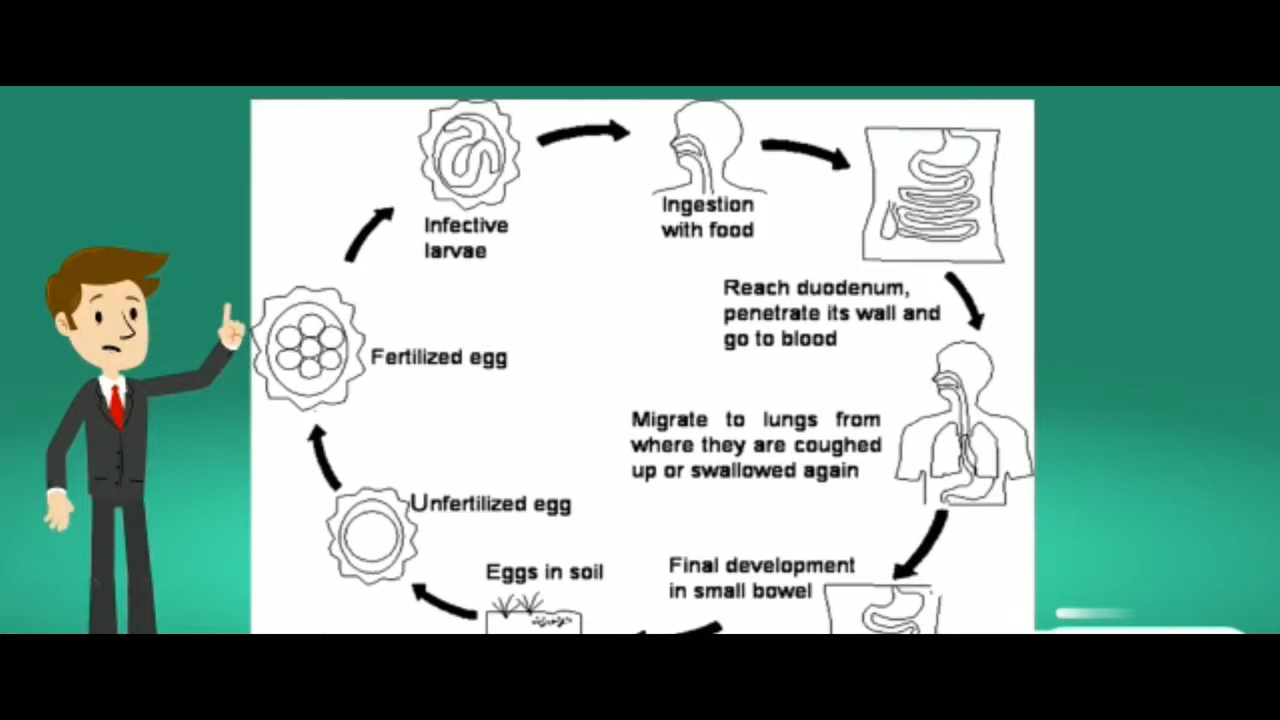 Infective
larvae
Ingestion
with food
Reach duodenum,
penetrate its wall and
go to blood
Fertilized egg
Migrate to lungs from
where they are coughed
up or swallowed again
Unfertilized egg
Eggs in soil
Final development
in small bowel